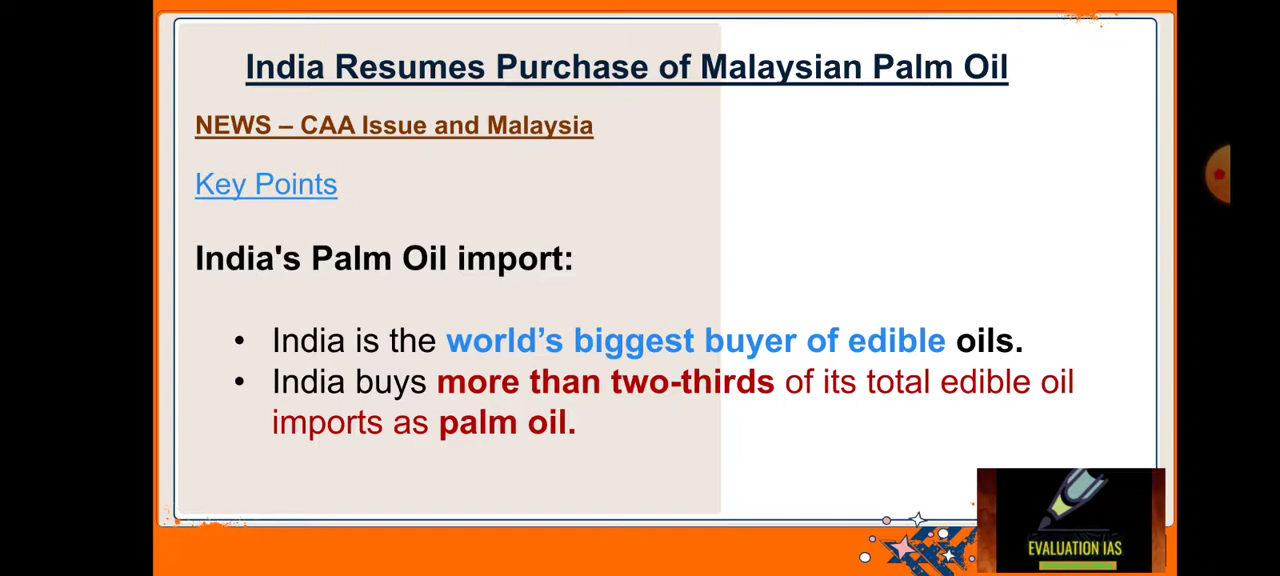 India Resumes Purchase of Malaysian Palm Oil
NEWS – CAA Issue and Malaysia
Key Points
India's Palm Oil import:
• India is the world’s biggest buyer of edible oils.
• India buys more than two-thirds of its total edible oil
imports as palm oil.
EVALUATION IAS